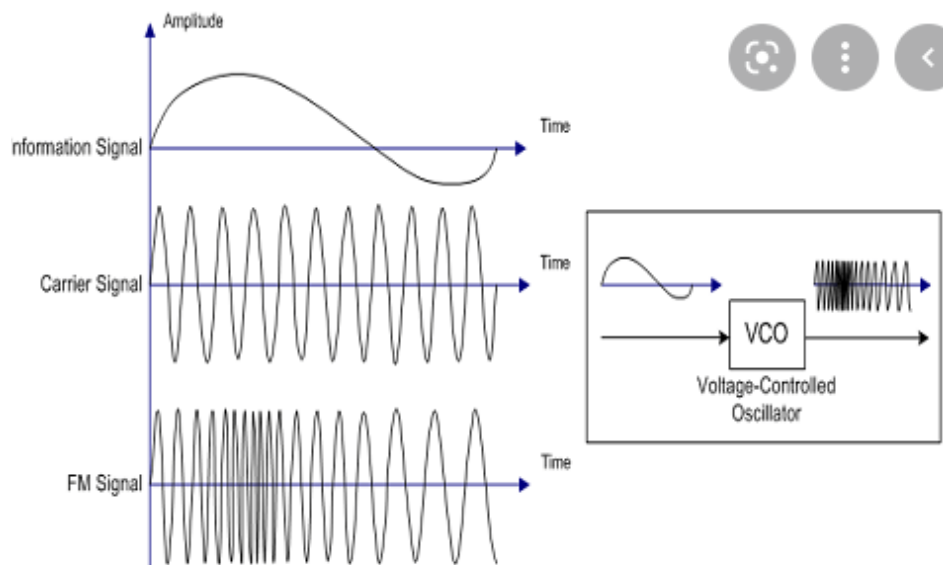 Amplitude
Time
nformation Signal
Time
Carrier Signal
VCO
Voltage-Controlled
Oscillator
Time
FM Signal